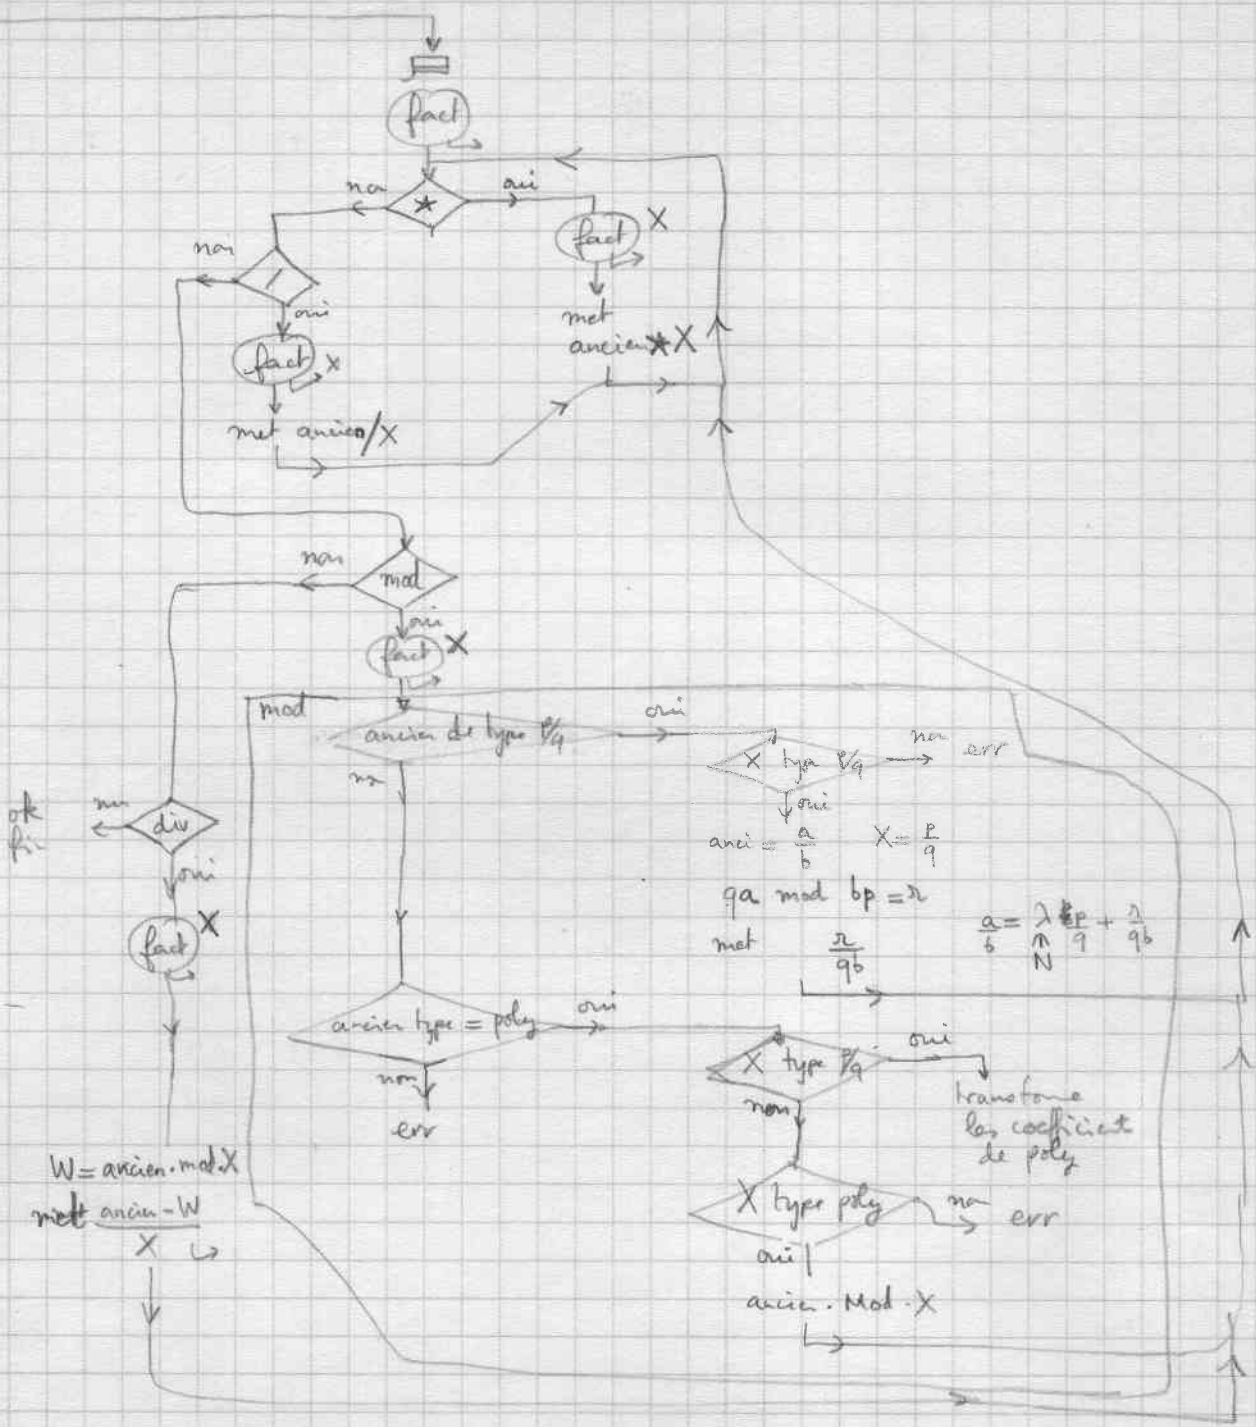 fact
non
*
oui
fact X
non
/
oui
met
ancien * X
fact X
met ancien/X
non
mod
oui
fact X
mod
ancien de type P/q
oui
X type P/q
non
err
non
oui
ok
fin
non
div
oui
anci = a/b X = p/q
qa mod bp = r
met r/qb
a/b = λ p/q + r/qb
N
fact X
ancien type = poly
oui
X type P/q
oui
non
err
non
transforme
les coefficients
de poly
W = ancien . mod . X
met ancien - W
X
X type poly
non
err
oui
ancien . Mod . X